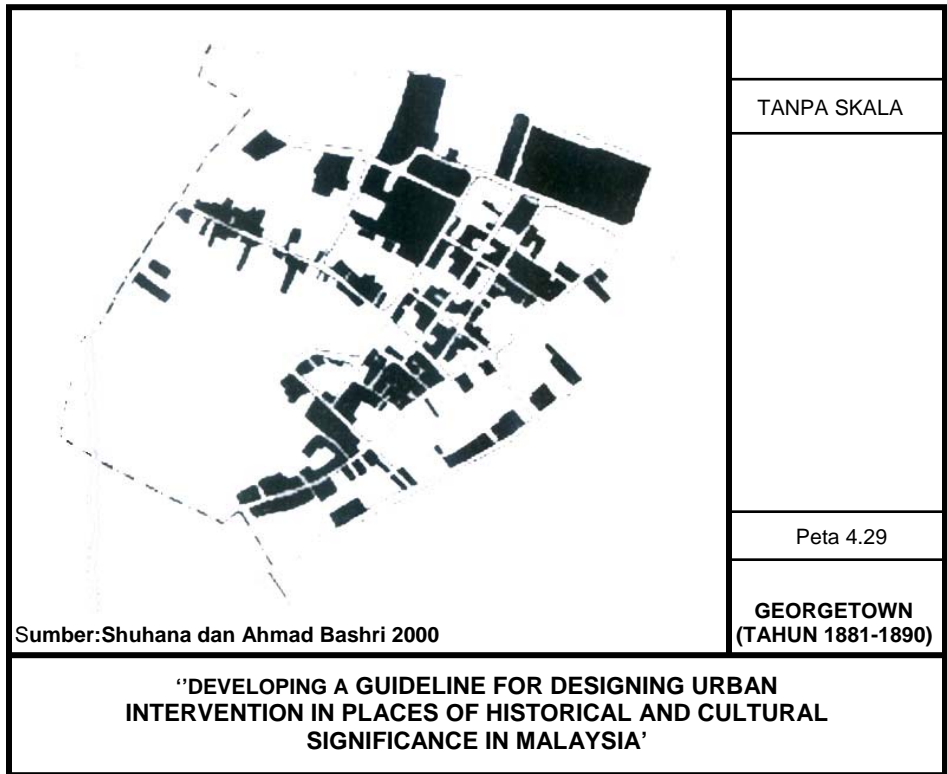 TANPA SKALA
Peta 4.29
GEORGETOWN
(TAHUN 1881-1890)
Sumber:Shuhana dan Ahmad Bashri 2000
‘’DEVELOPING A GUIDELINE FOR DESIGNING URBAN
INTERVENTION IN PLACES OF HISTORICAL AND CULTURAL
SIGNIFICANCE IN MALAYSIA’